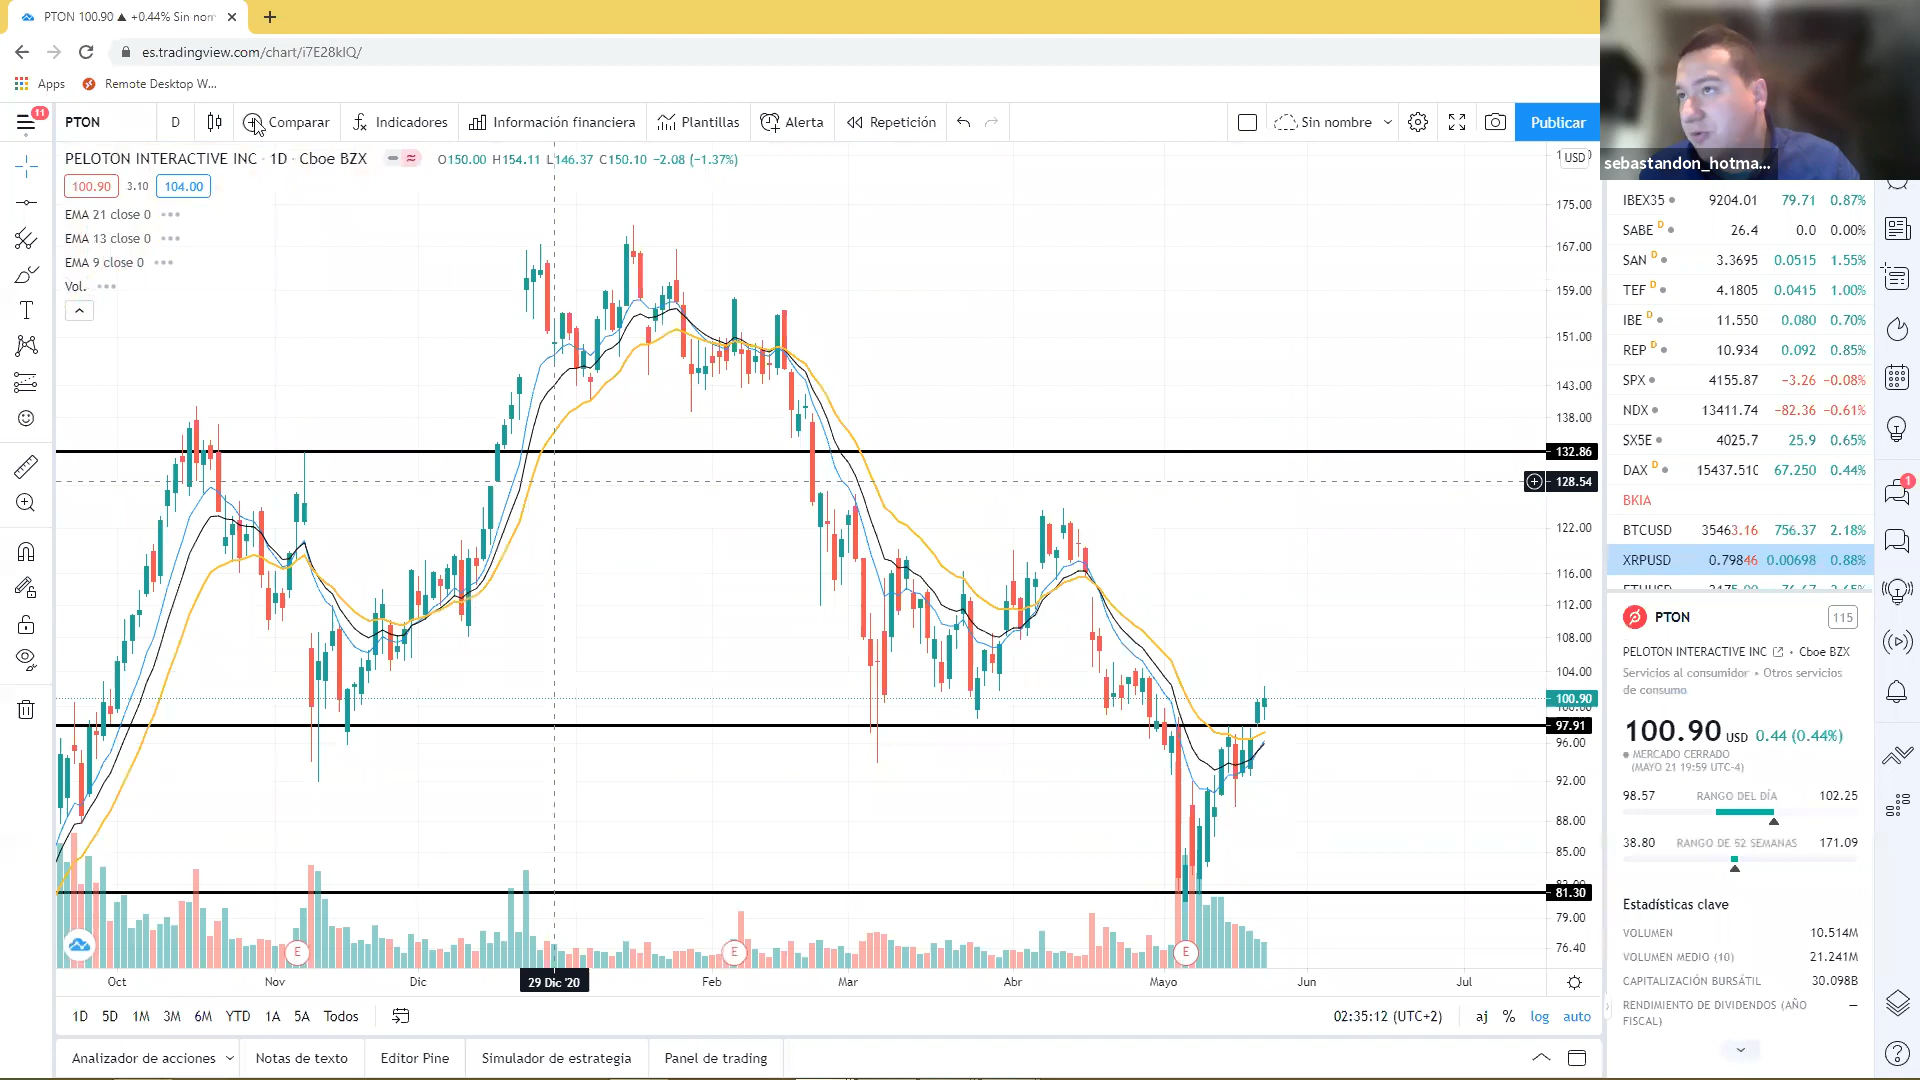 PTON 100.90 ▲ +0.44% Sin nom
es.tradingview.com/chart/i7E28kIQ/
Apps Remote Desktop W...
11
PTON D Comparar Indicadores Información financiera Plantillas Alerta Repetición Sin nombre Publicar
PELOTON INTERACTIVE INC · 1D · Cboe BZX O150.00 H154.11 L146.37 C150.10 −2.08 (−1.37%)
100.90 3.10 104.00
EMA 21 close 0
EMA 13 close 0
EMA 9 close 0
Vol.
USD
175.00
167.00
159.00
151.00
143.00
138.00
132.86
128.54
122.00
116.00
112.00
108.00
104.00
100.90
100.00
97.91
96.00
92.00
88.00
85.00
81.30
79.00
76.40
E E E
Oct Nov Dic 29 Dic '20 Feb Mar Abr Mayo Jun Jul
1D 5D 1M 3M 6M YTD 1A 5A Todos 02:35:12 (UTC+2) aj % log auto
Analizador de acciones Notas de texto Editor Pine Simulador de estrategia Panel de trading
sebastandon_hotma...
IBEX35 9204.01 79.71 0.87%
SABE D 26.4 0.0 0.00%
SAN D 3.3695 0.0515 1.55%
TEF D 4.1805 0.0415 1.00%
IBE D 11.550 0.080 0.70%
REP D 10.934 0.092 0.85%
SPX 4155.87 −3.26 −0.08%
NDX 13411.74 −82.36 −0.61%
SX5E 4025.7 25.9 0.65%
DAX D 15437.510 67.250 0.44%
BKIA
BTCUSD 35463.16 756.37 2.18%
XRPUSD 0.79846 0.00698 0.88%
PTON 115
PELOTON INTERACTIVE INC • Cboe BZX
Servicios al consumidor • Otros servicios
de consumo
100.90 USD 0.44 (0.44%)
MERCADO CERRADO
(MAYO 21 19:59 UTC-4)
98.57 RANGO DEL DÍA 102.25
38.80 RANGO DE 52 SEMANAS 171.09
Estadísticas clave
VOLUMEN 10.514M
VOLUMEN MEDIO (10) 21.241M
CAPITALIZACIÓN BURSÁTIL 30.098B
RENDIMIENTO DE DIVIDENDOS (AÑO —
FISCAL)
1